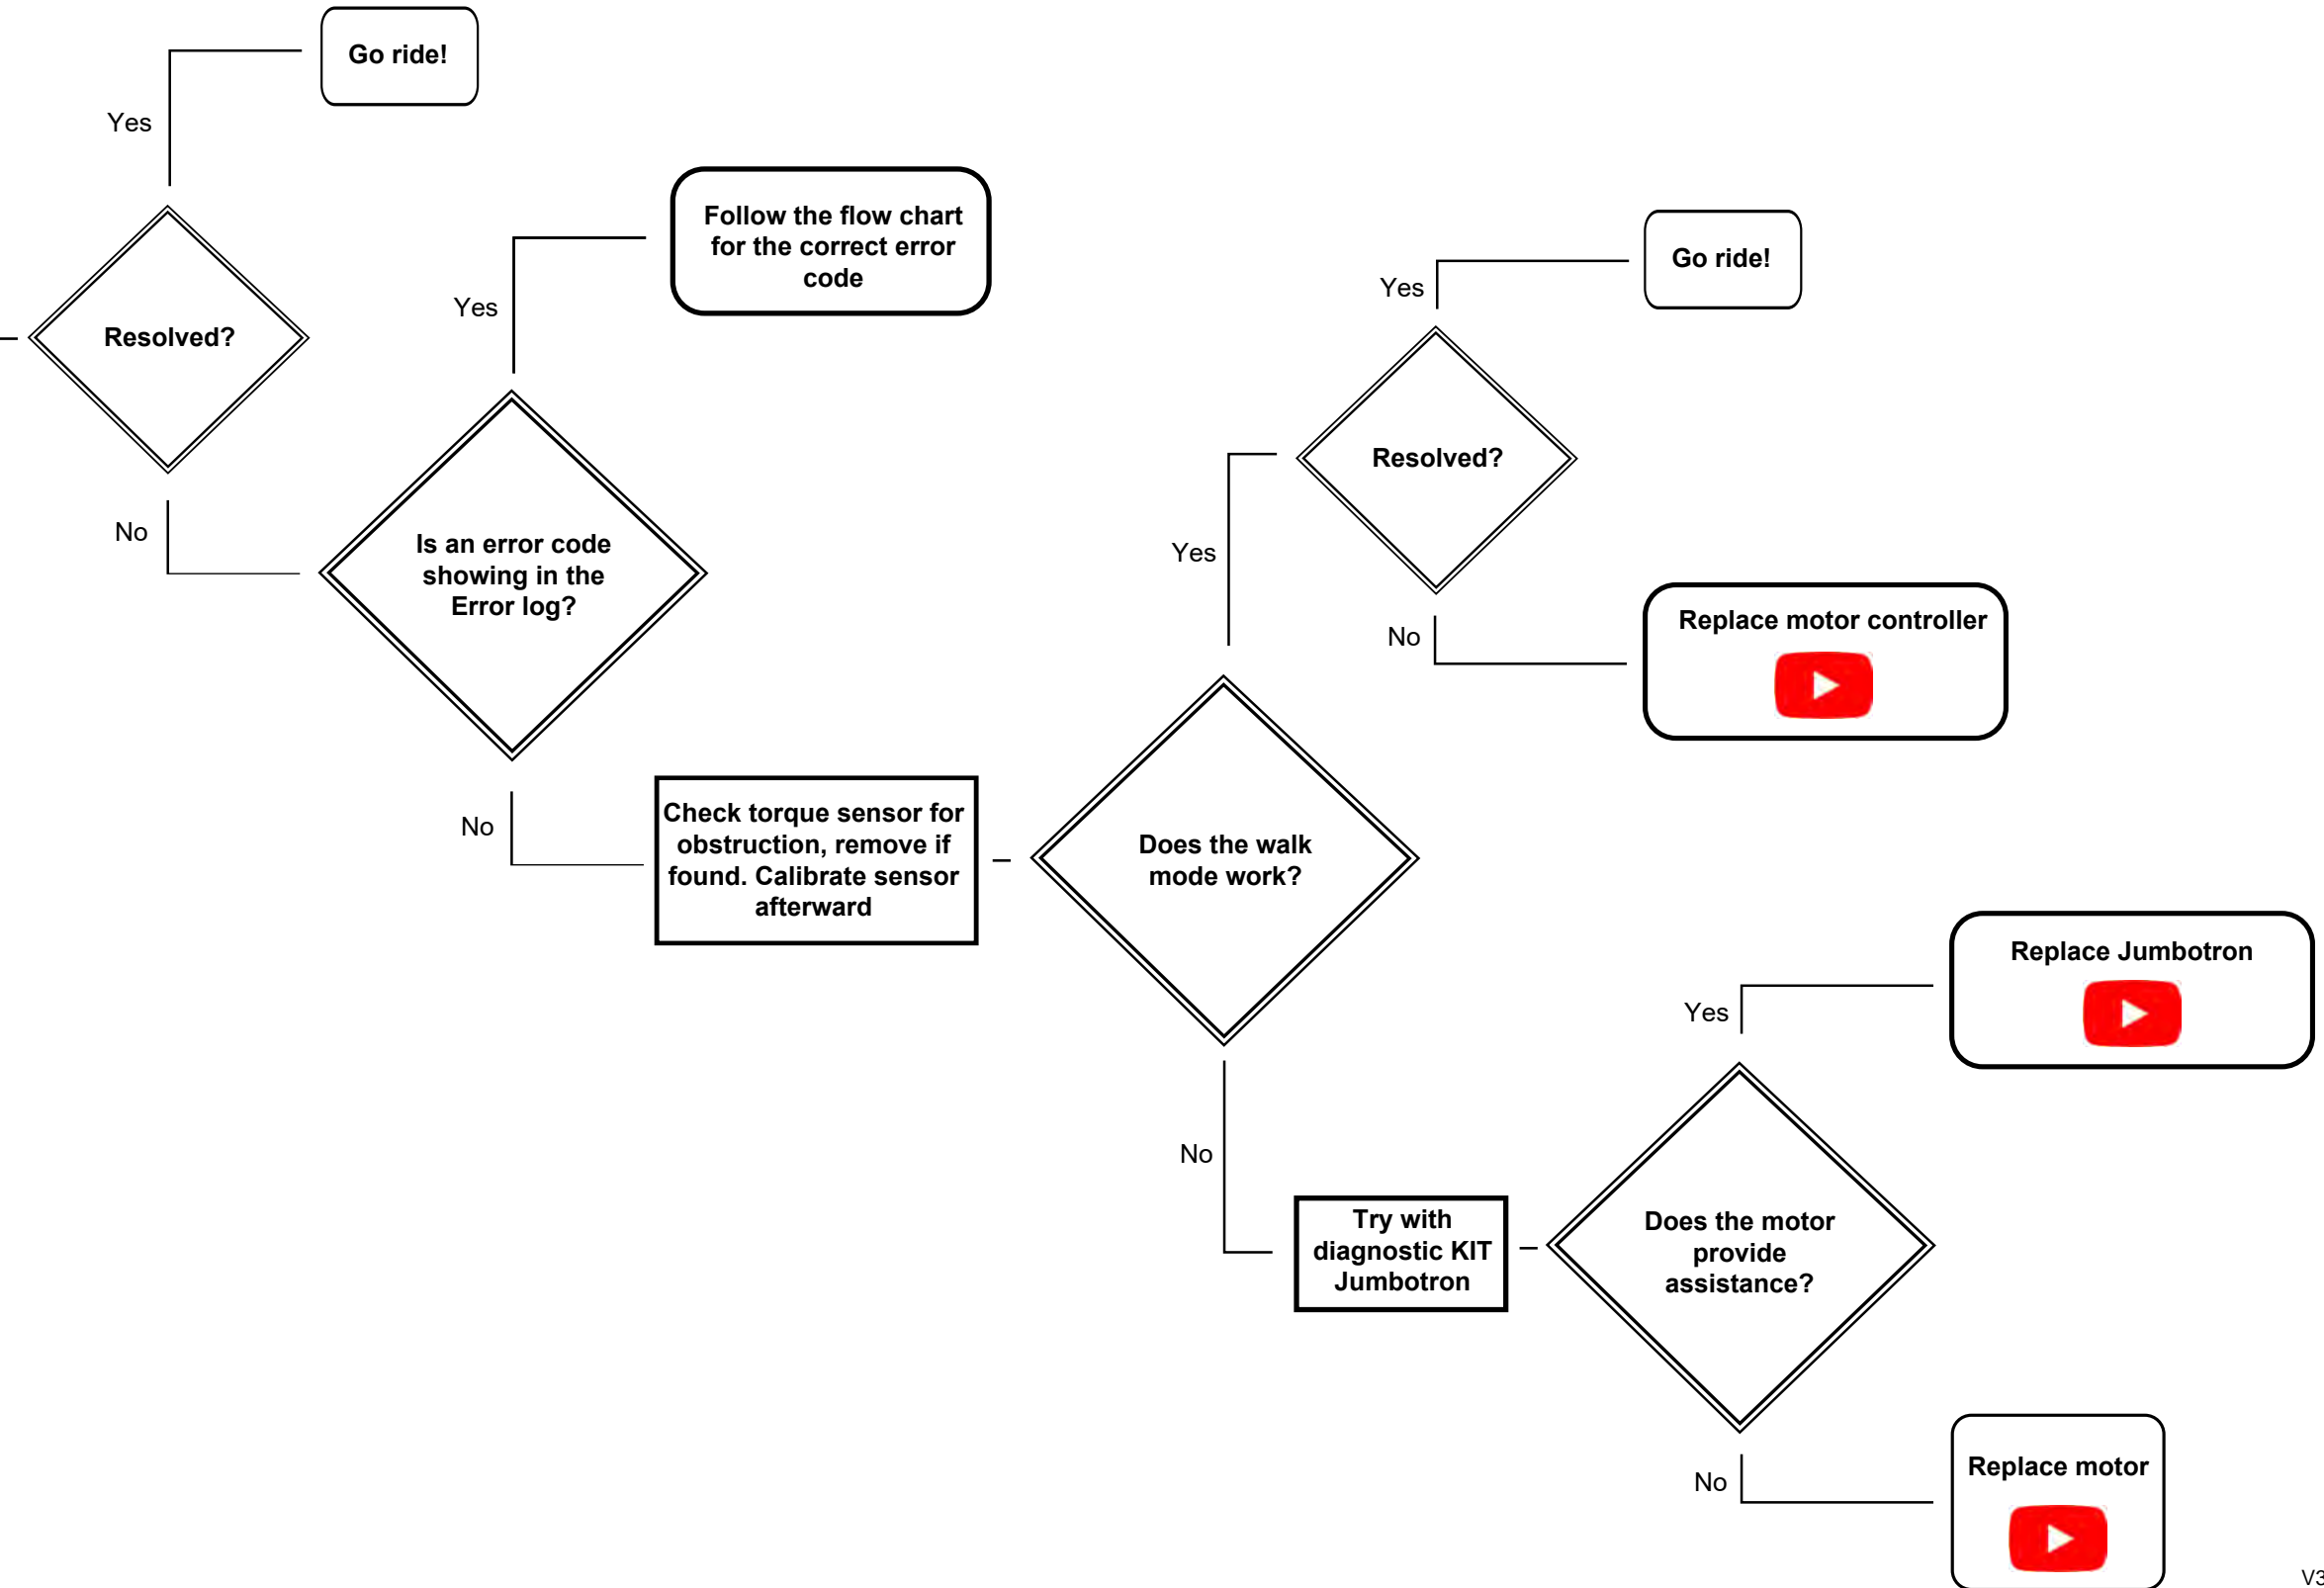 Go ride!
Yes
Resolved?
No
Follow the flow chart
for the correct error
code
Yes
Is an error code
showing in the
Error log?
No
Check torque sensor for
obstruction, remove if
found. Calibrate sensor
afterward
Does the walk
mode work?
Yes
Resolved?
Yes
Go ride!
No
Replace motor controller
No
Try with
diagnostic KIT
Jumbotron
Does the motor
provide
assistance?
Yes
Replace Jumbotron
No
Replace motor
V3